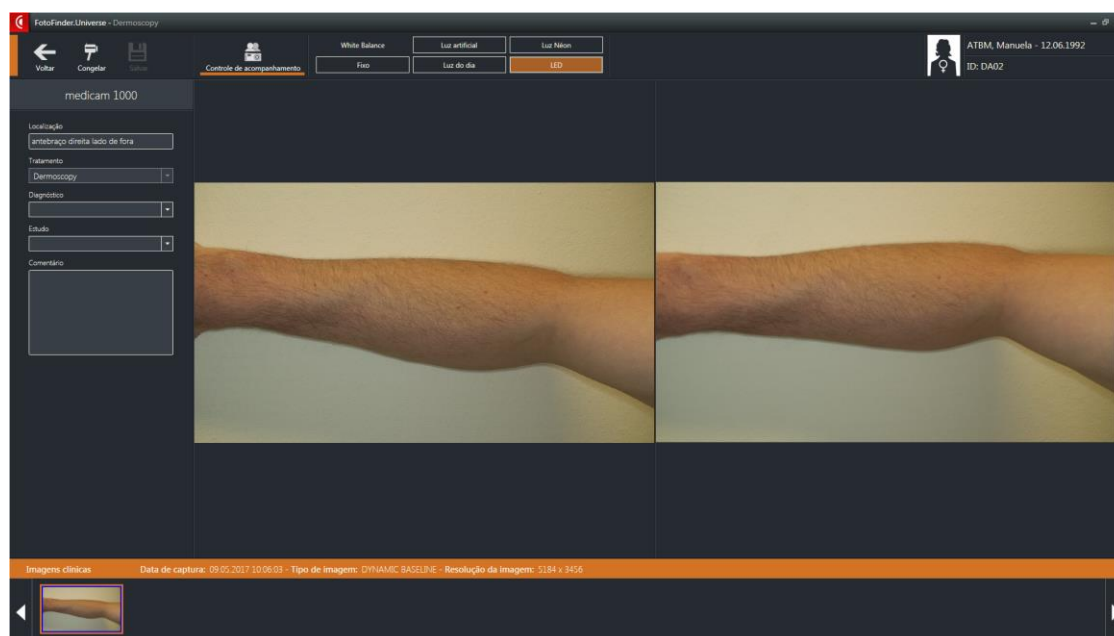 FotoFinder.Universe - Dermoscopy
Voltar
Congelar
Salvar
Controle de acompanhamento
White Balance
Luz artificial
Luz Néon
Fixo
Luz do dia
LED
ATBM, Manuela - 12.06.1992
ID: DA02
medicam 1000
Localização
antebraço direita lado de fora
Tratamento
Dermoscopy
Diagnóstico
Estudo
Comentário
Imagens clínicas
Data de captura: 09.05.2017 10:06:03 - Tipo de imagem: DYNAMIC BASELINE - Resolução da imagem: 5184 x 3456